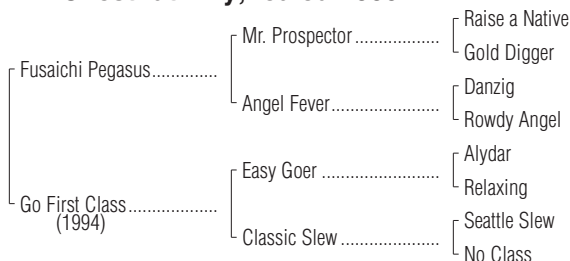 Raise a Native
Mr. Prospector...................
Gold Digger
Fusaichi Pegasus.............
Danzig
Angel Fever.........................
Rowdy Angel
Alydar
Easy Goer ...........................
Relaxing
Go First Class..................
(1994)
Seattle Slew
Classic Slew ......................
No Class